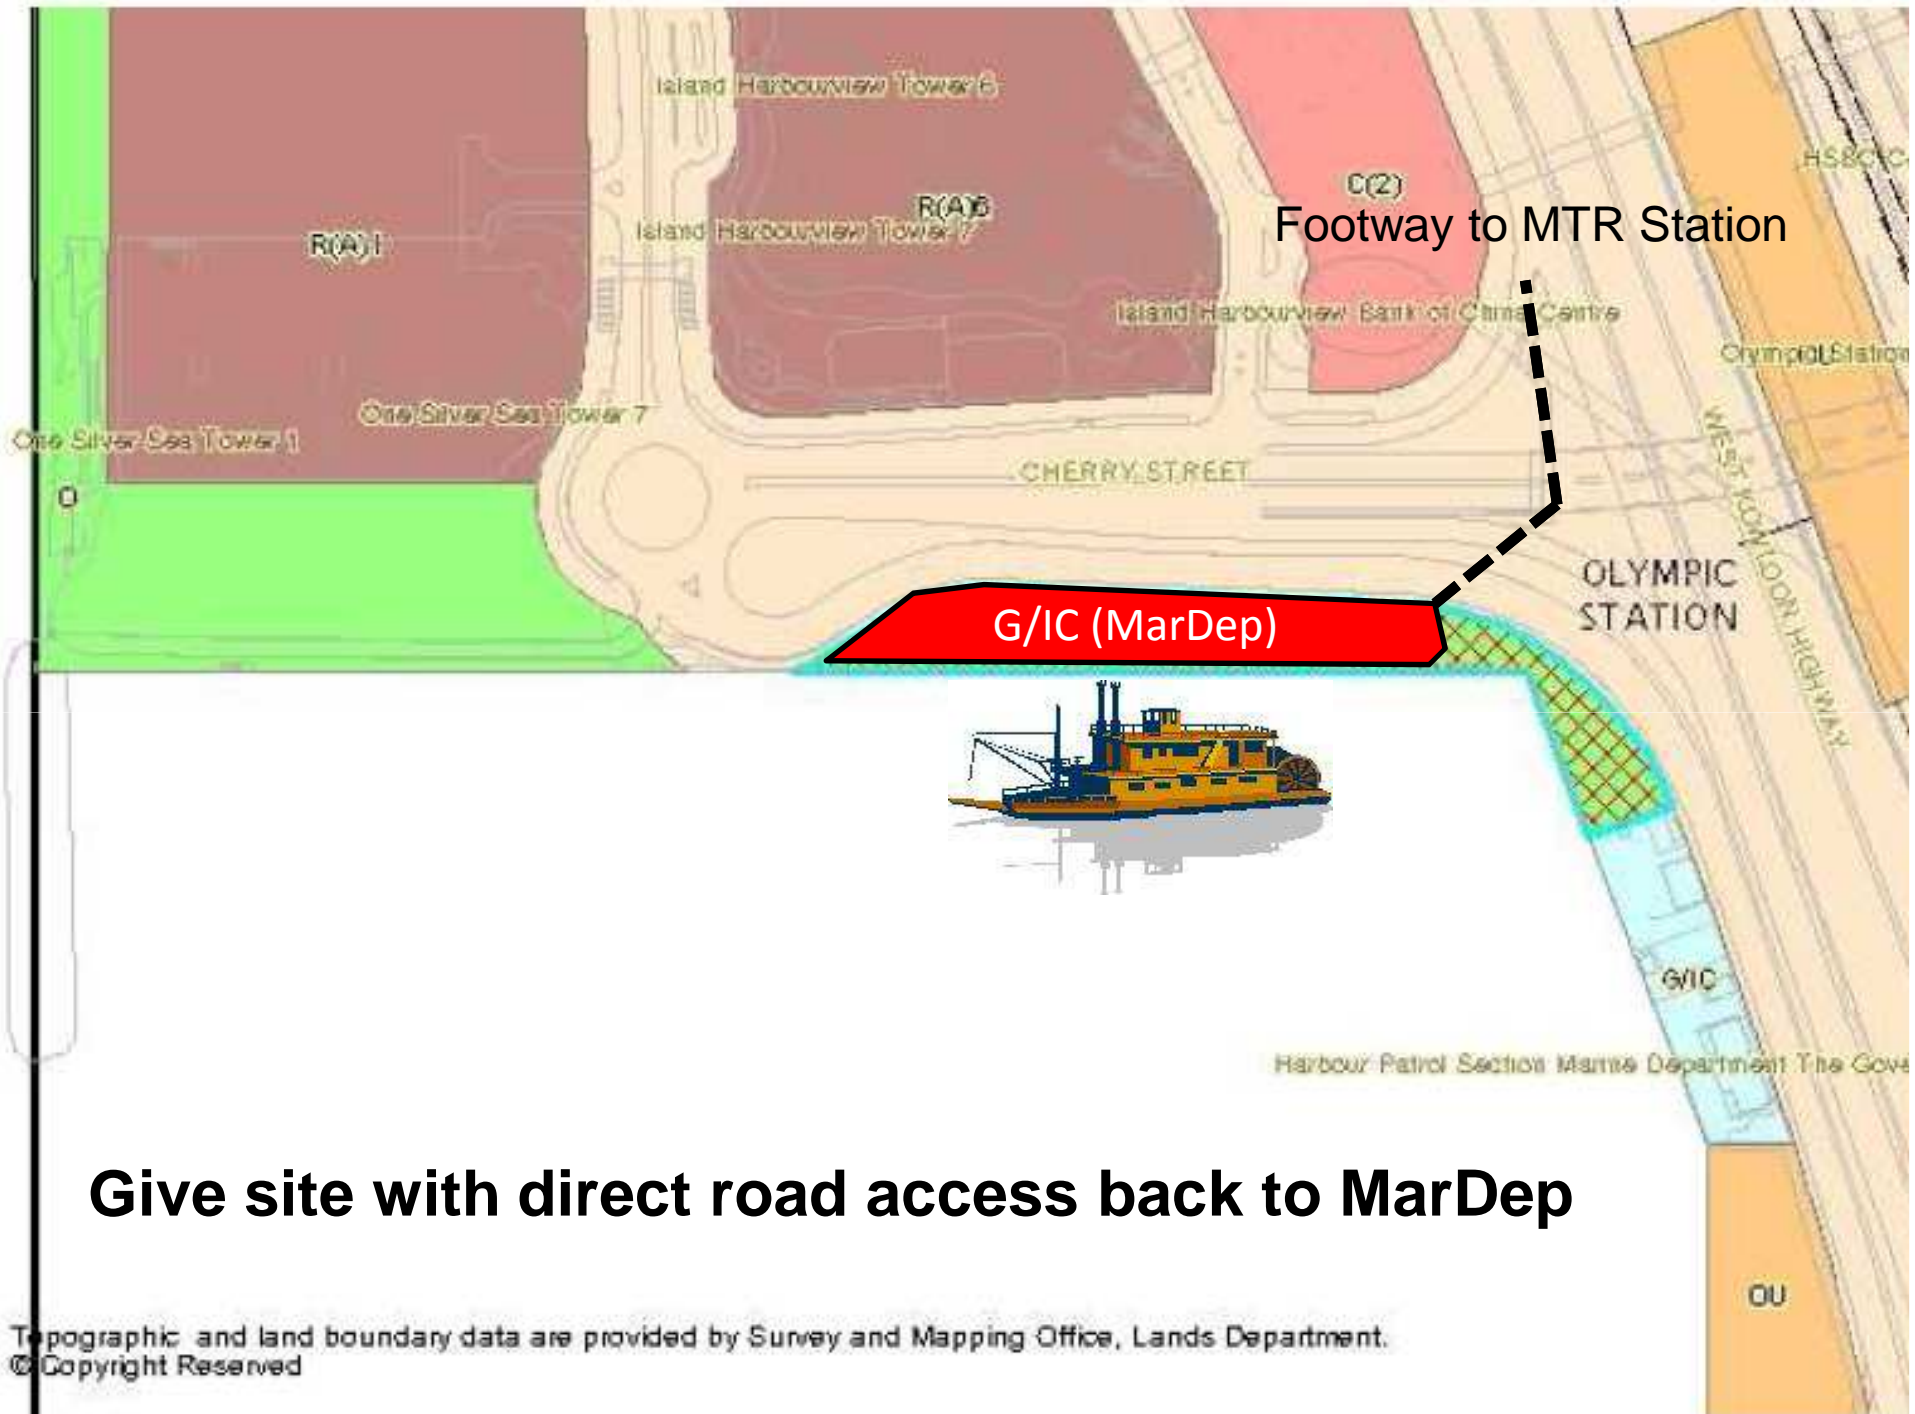 Island Harbourview Tower 6
HSBC C
C(2)
R(A)6
Footway to MTR Station
Island Harbourview Tower 7
R(A)1
Island Harbourview Bank of China Centre
Olympic Station
One Silver Sea Tower 7
One Silver Sea Tower 1
CHERRY STREET
WEST KOWLOON HIGHWAY
O
OLYMPIC
STATION
G/IC (MarDep)
G/IC
Harbour Patrol Section Marine Department The Gove
Give site with direct road access back to MarDep
OU
Topographic and land boundary data are provided by Survey and Mapping Office, Lands Department.
© Copyright Reserved